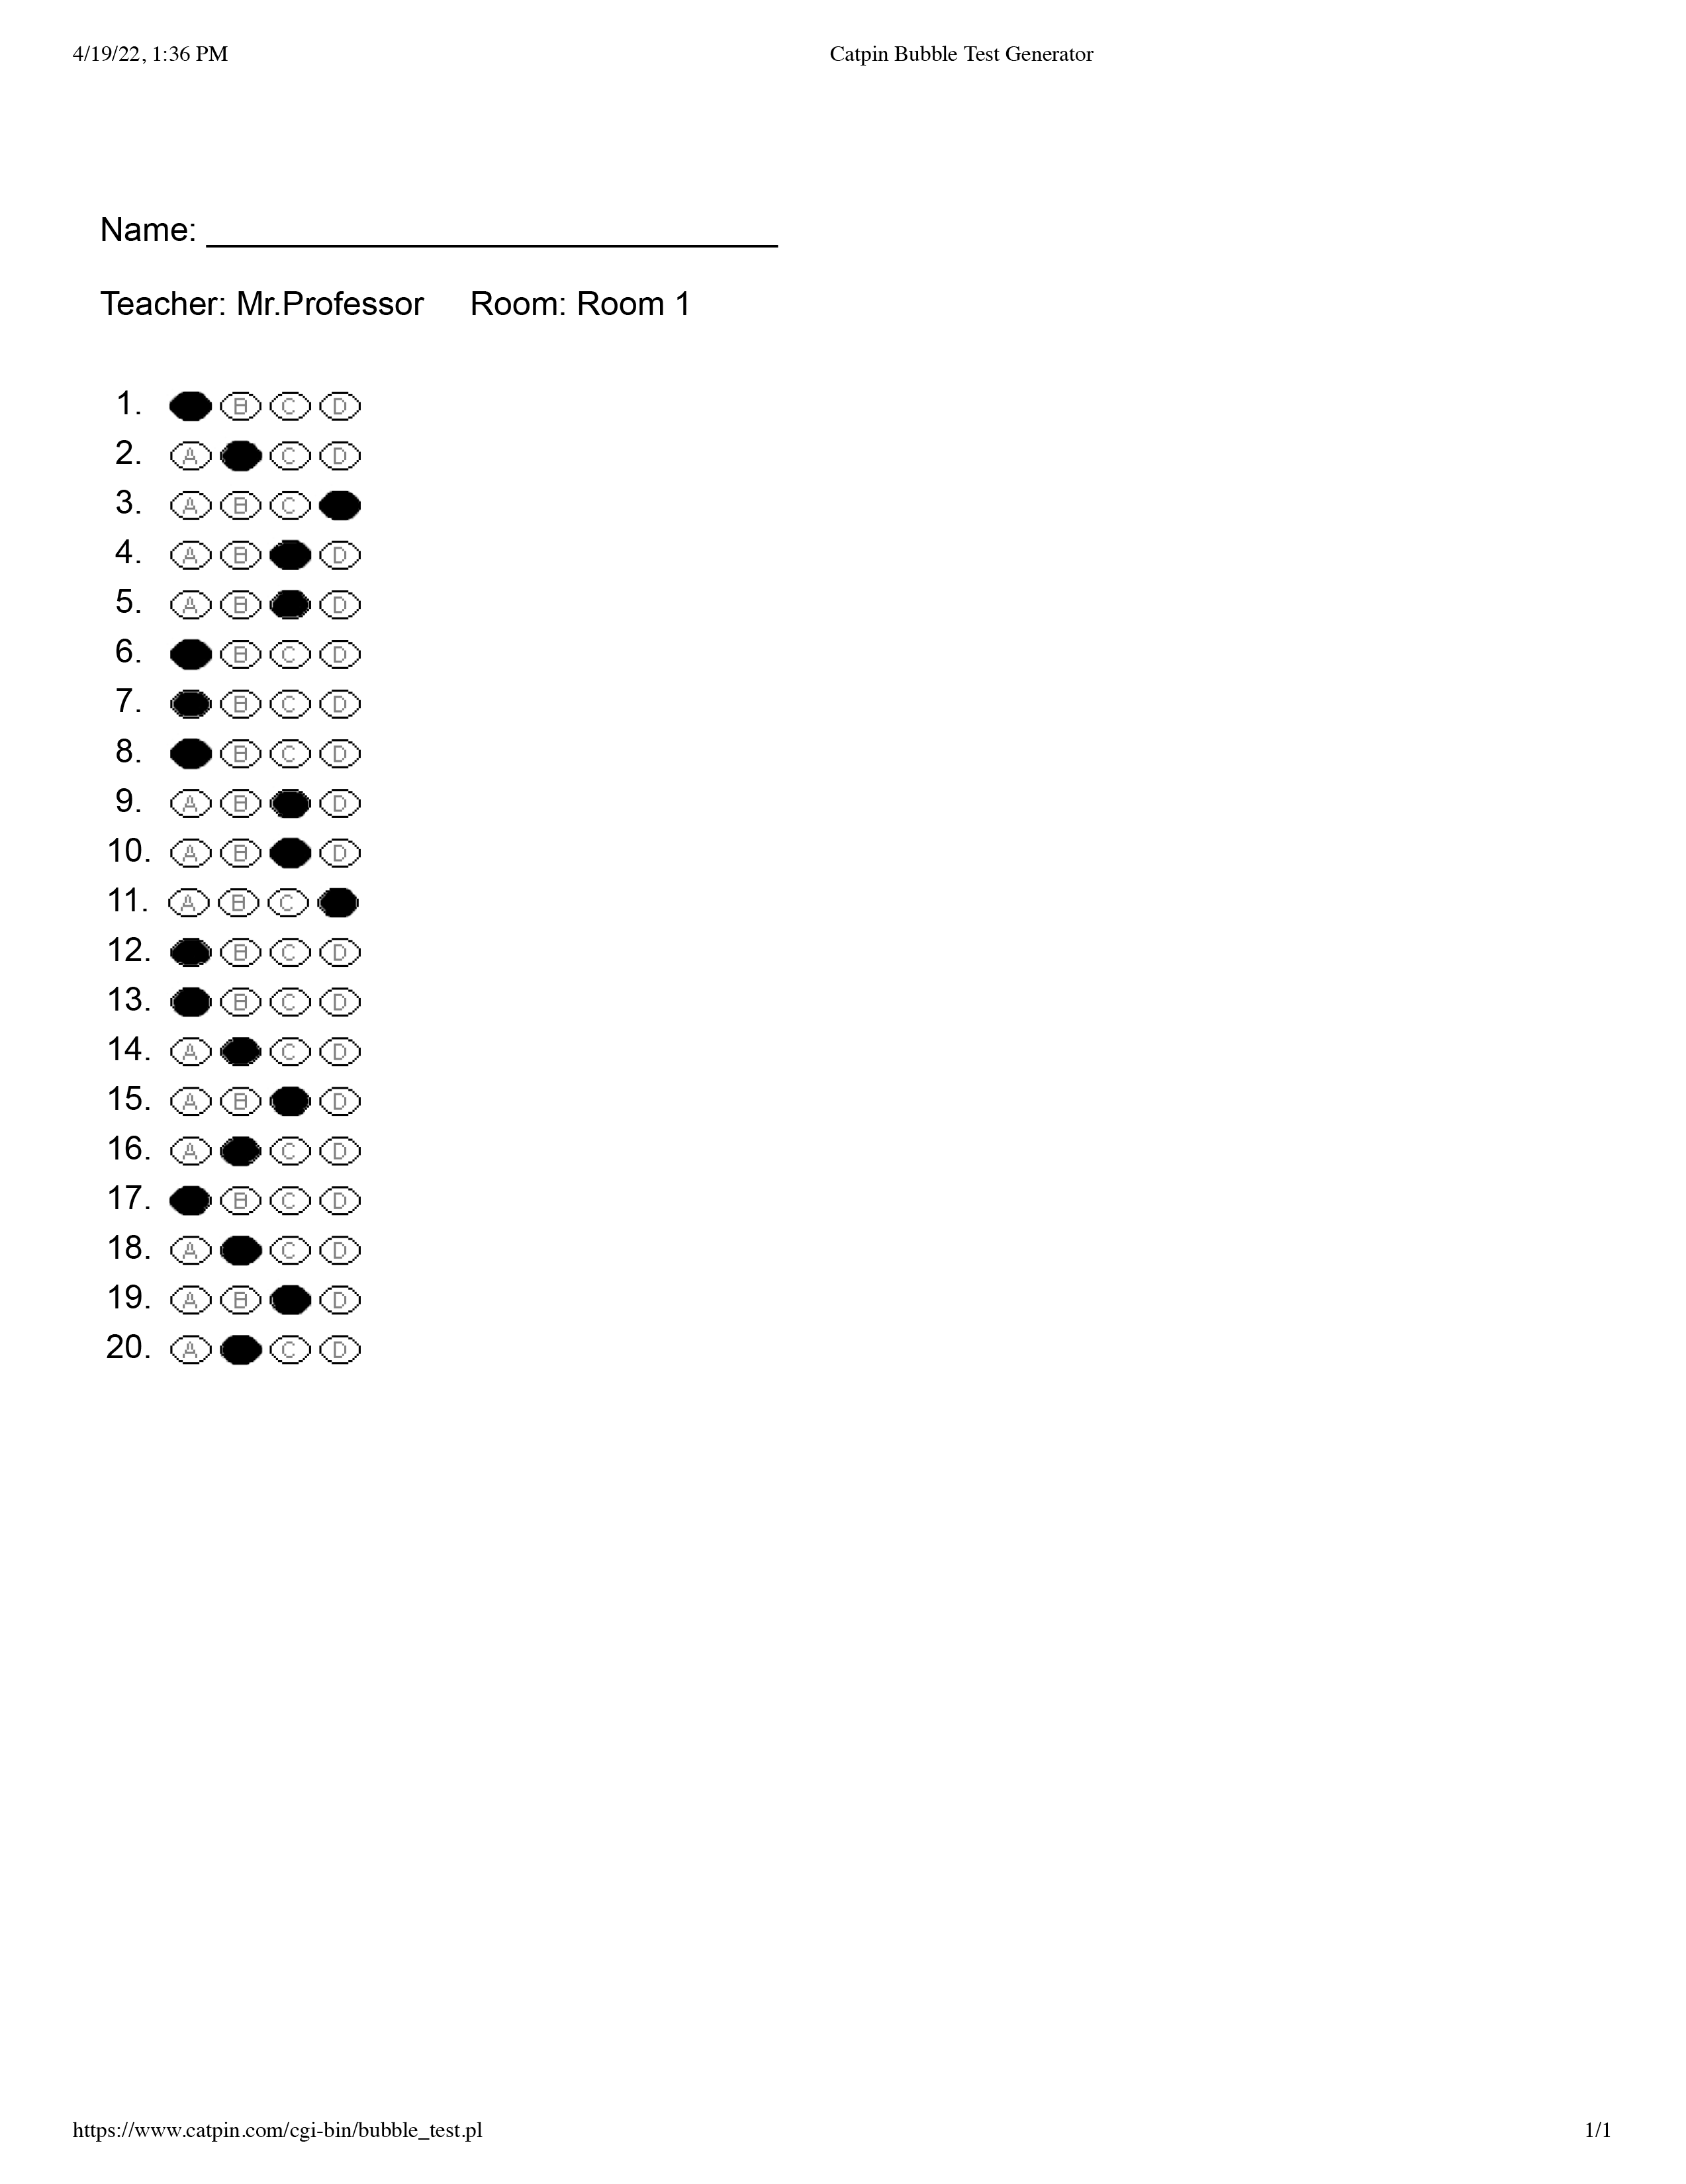 4/19/22, 1:36 PM Catpin Bubble Test Generator
Name: ______________________________
Teacher: Mr.Professor Room: Room 1
1. B C D
2. A C D
3. A B C
4. A B D
5. A B D
6. B C D
7. B C D
8. B C D
9. A B D
10. A B D
11. A B C
12. B C D
13. B C D
14. A C D
15. A B D
16. A C D
17. B C D
18. A C D
19. A B D
20. A C D
https://www.catpin.com/cgi-bin/bubble_test.pl 1/1